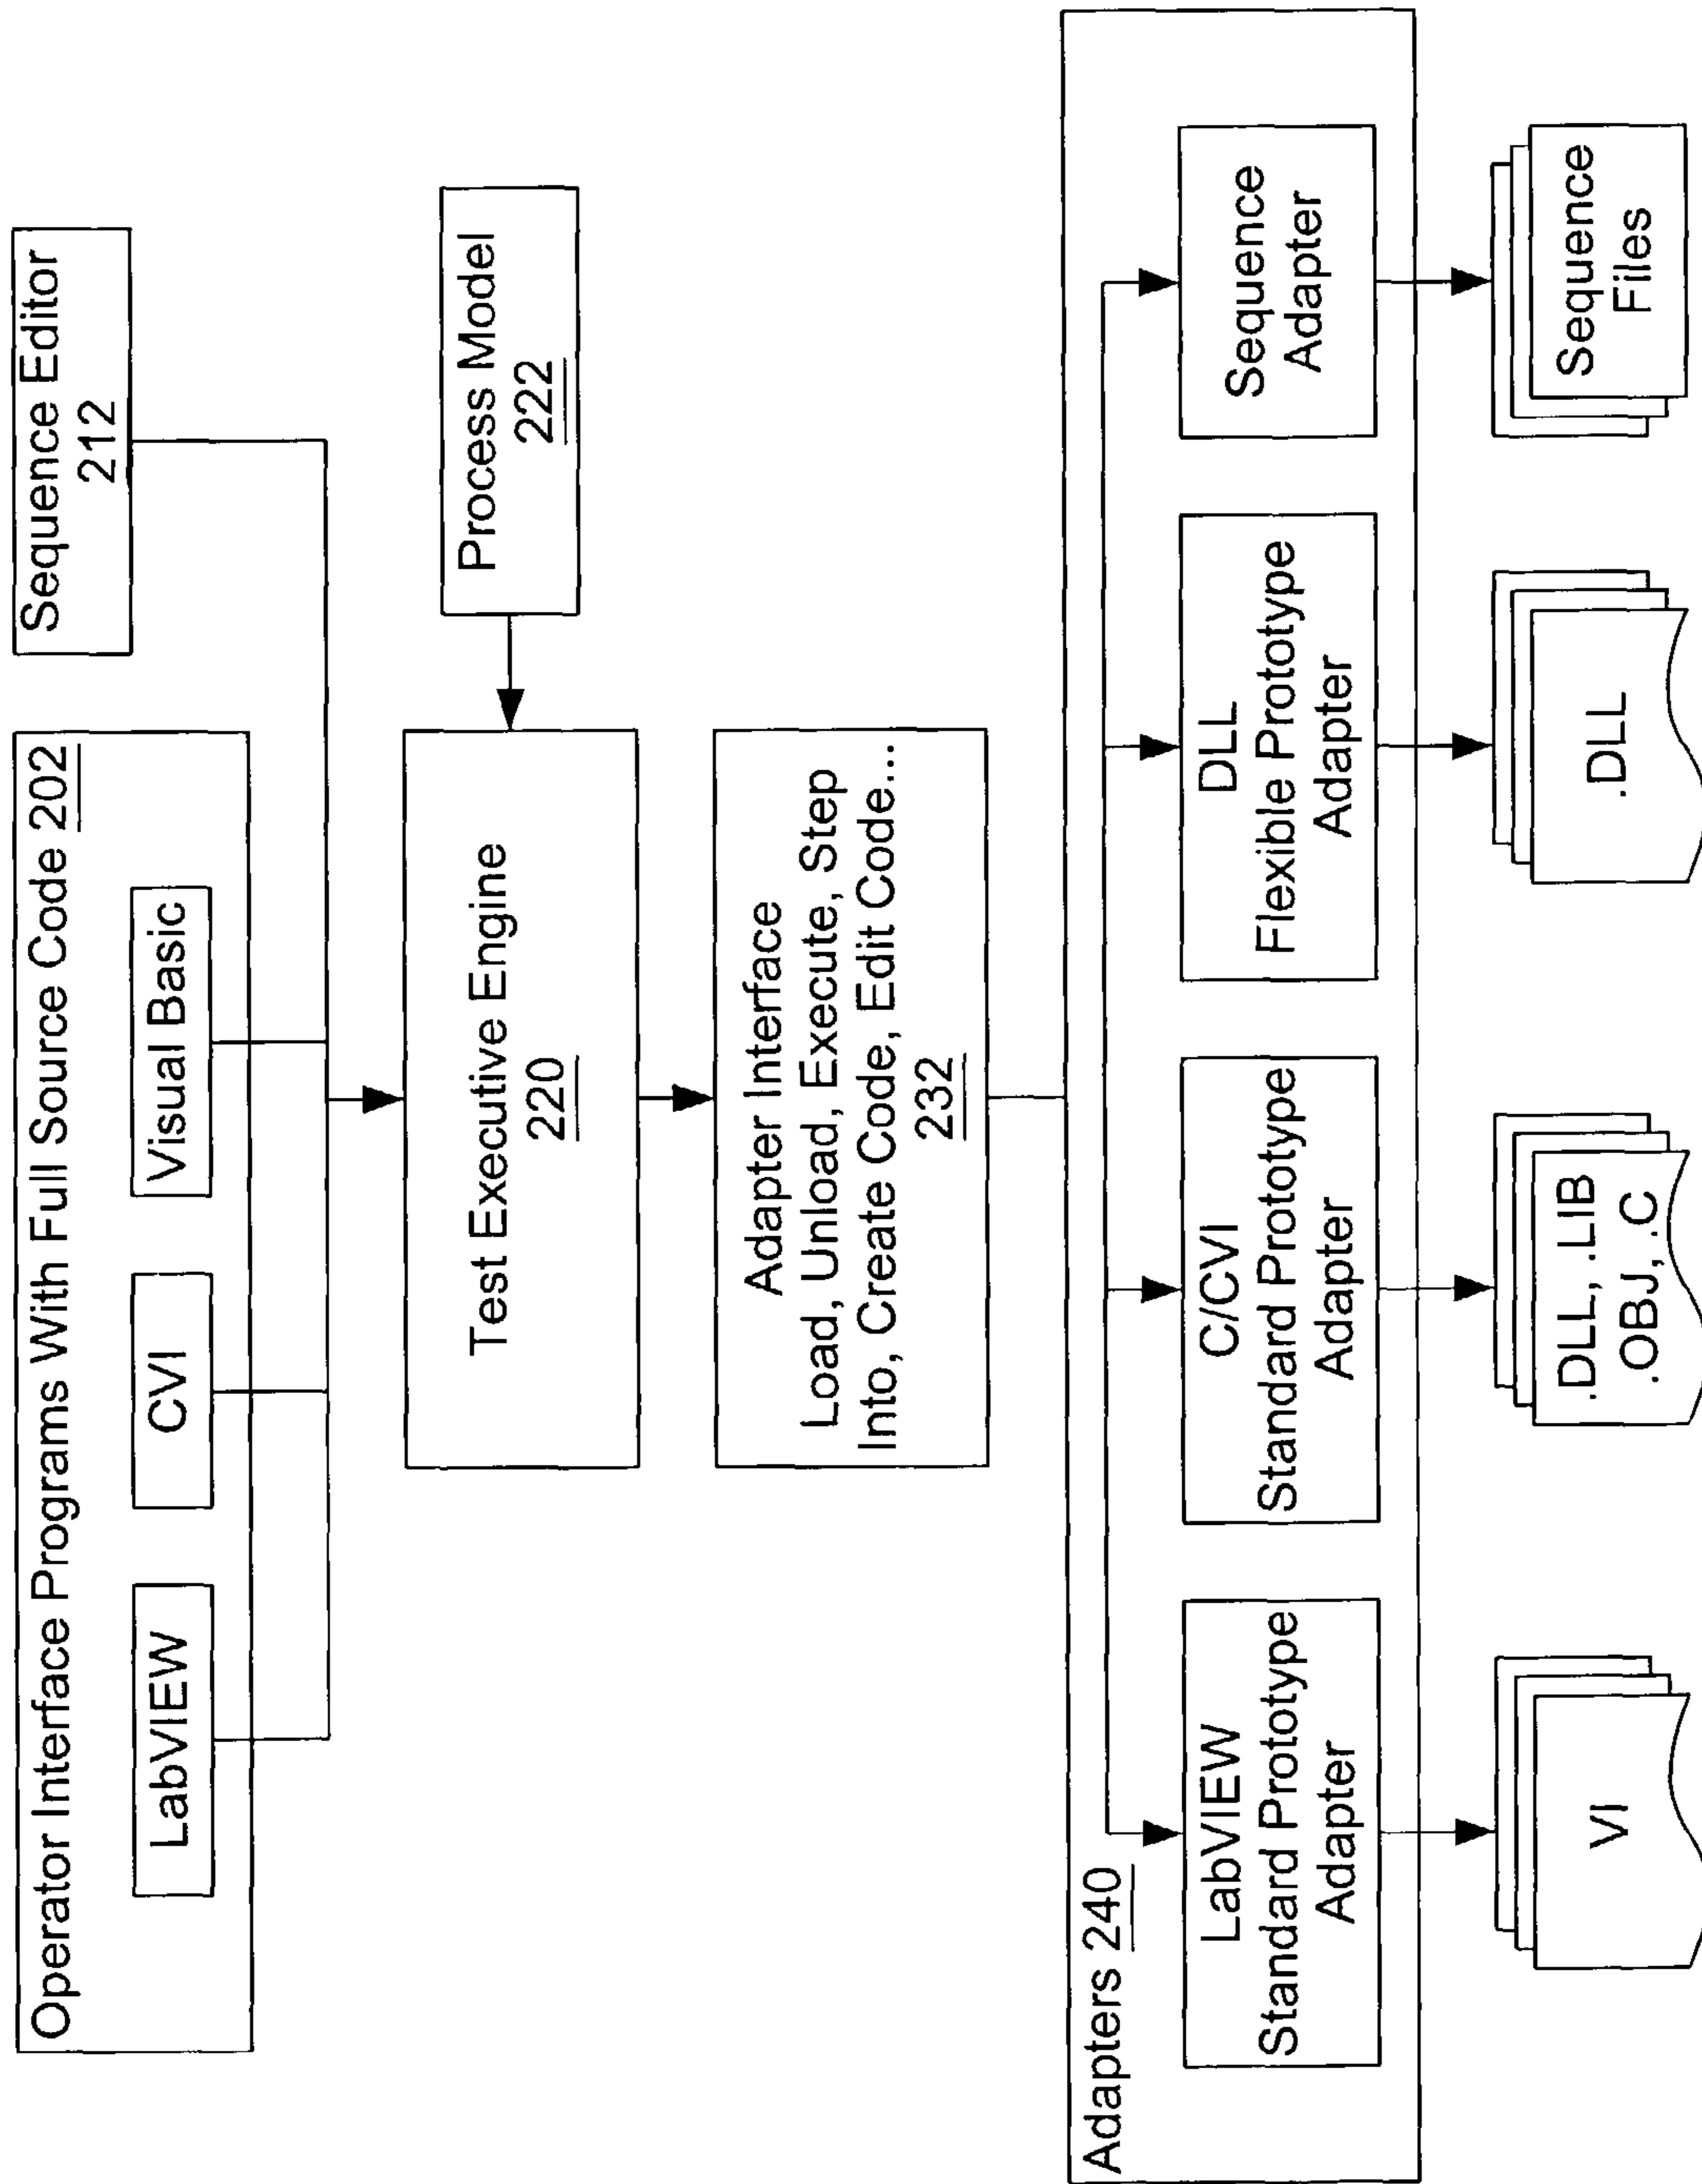 Operator Interface Programs With Full Source Code 202
LabVIEW
CVI
Visual Basic
Sequence Editor
212
Test Executive Engine
220
Process Model
222
Adapter Interface
Load, Unload, Execute, Step
Into, Create Code, Edit Code...
232
Adapters 240
LabVIEW
Standard Prototype
Adapter
C/CVI
Standard Prototype
Adapter
DLL
Flexible Prototype
Adapter
Sequence
Adapter
VI
.DLL, .LIB
.OBJ, .C
.DLL
Sequence
Files